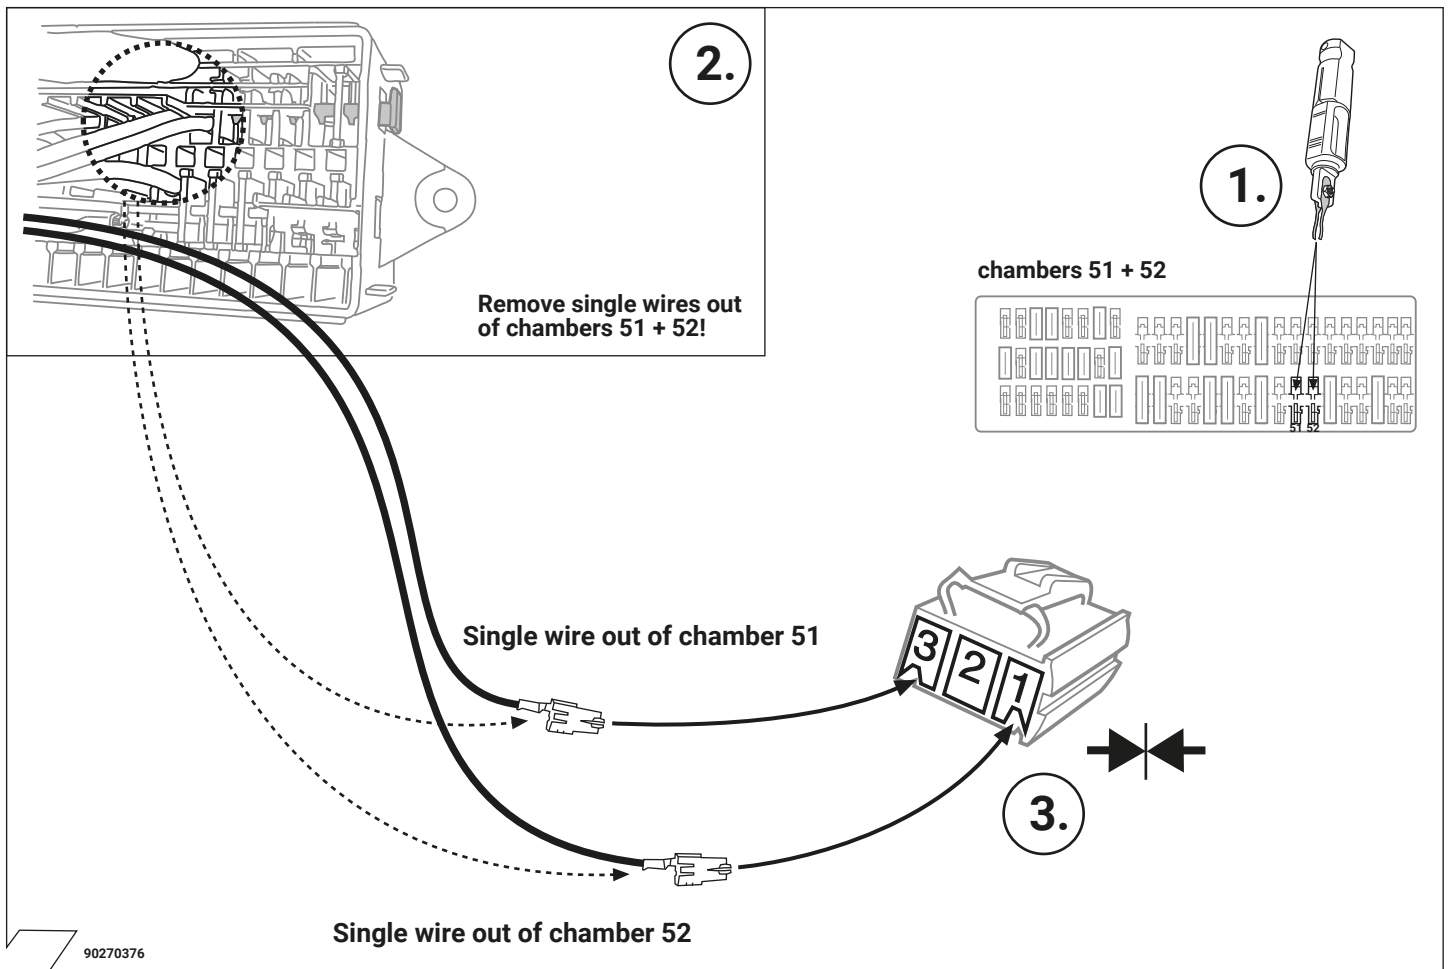 2.
Remove single wires out
of chambers 51 + 52!
1.
chambers 51 + 52
51 52
Single wire out of chamber 51
3 2 1
3.
Single wire out of chamber 52
90270376